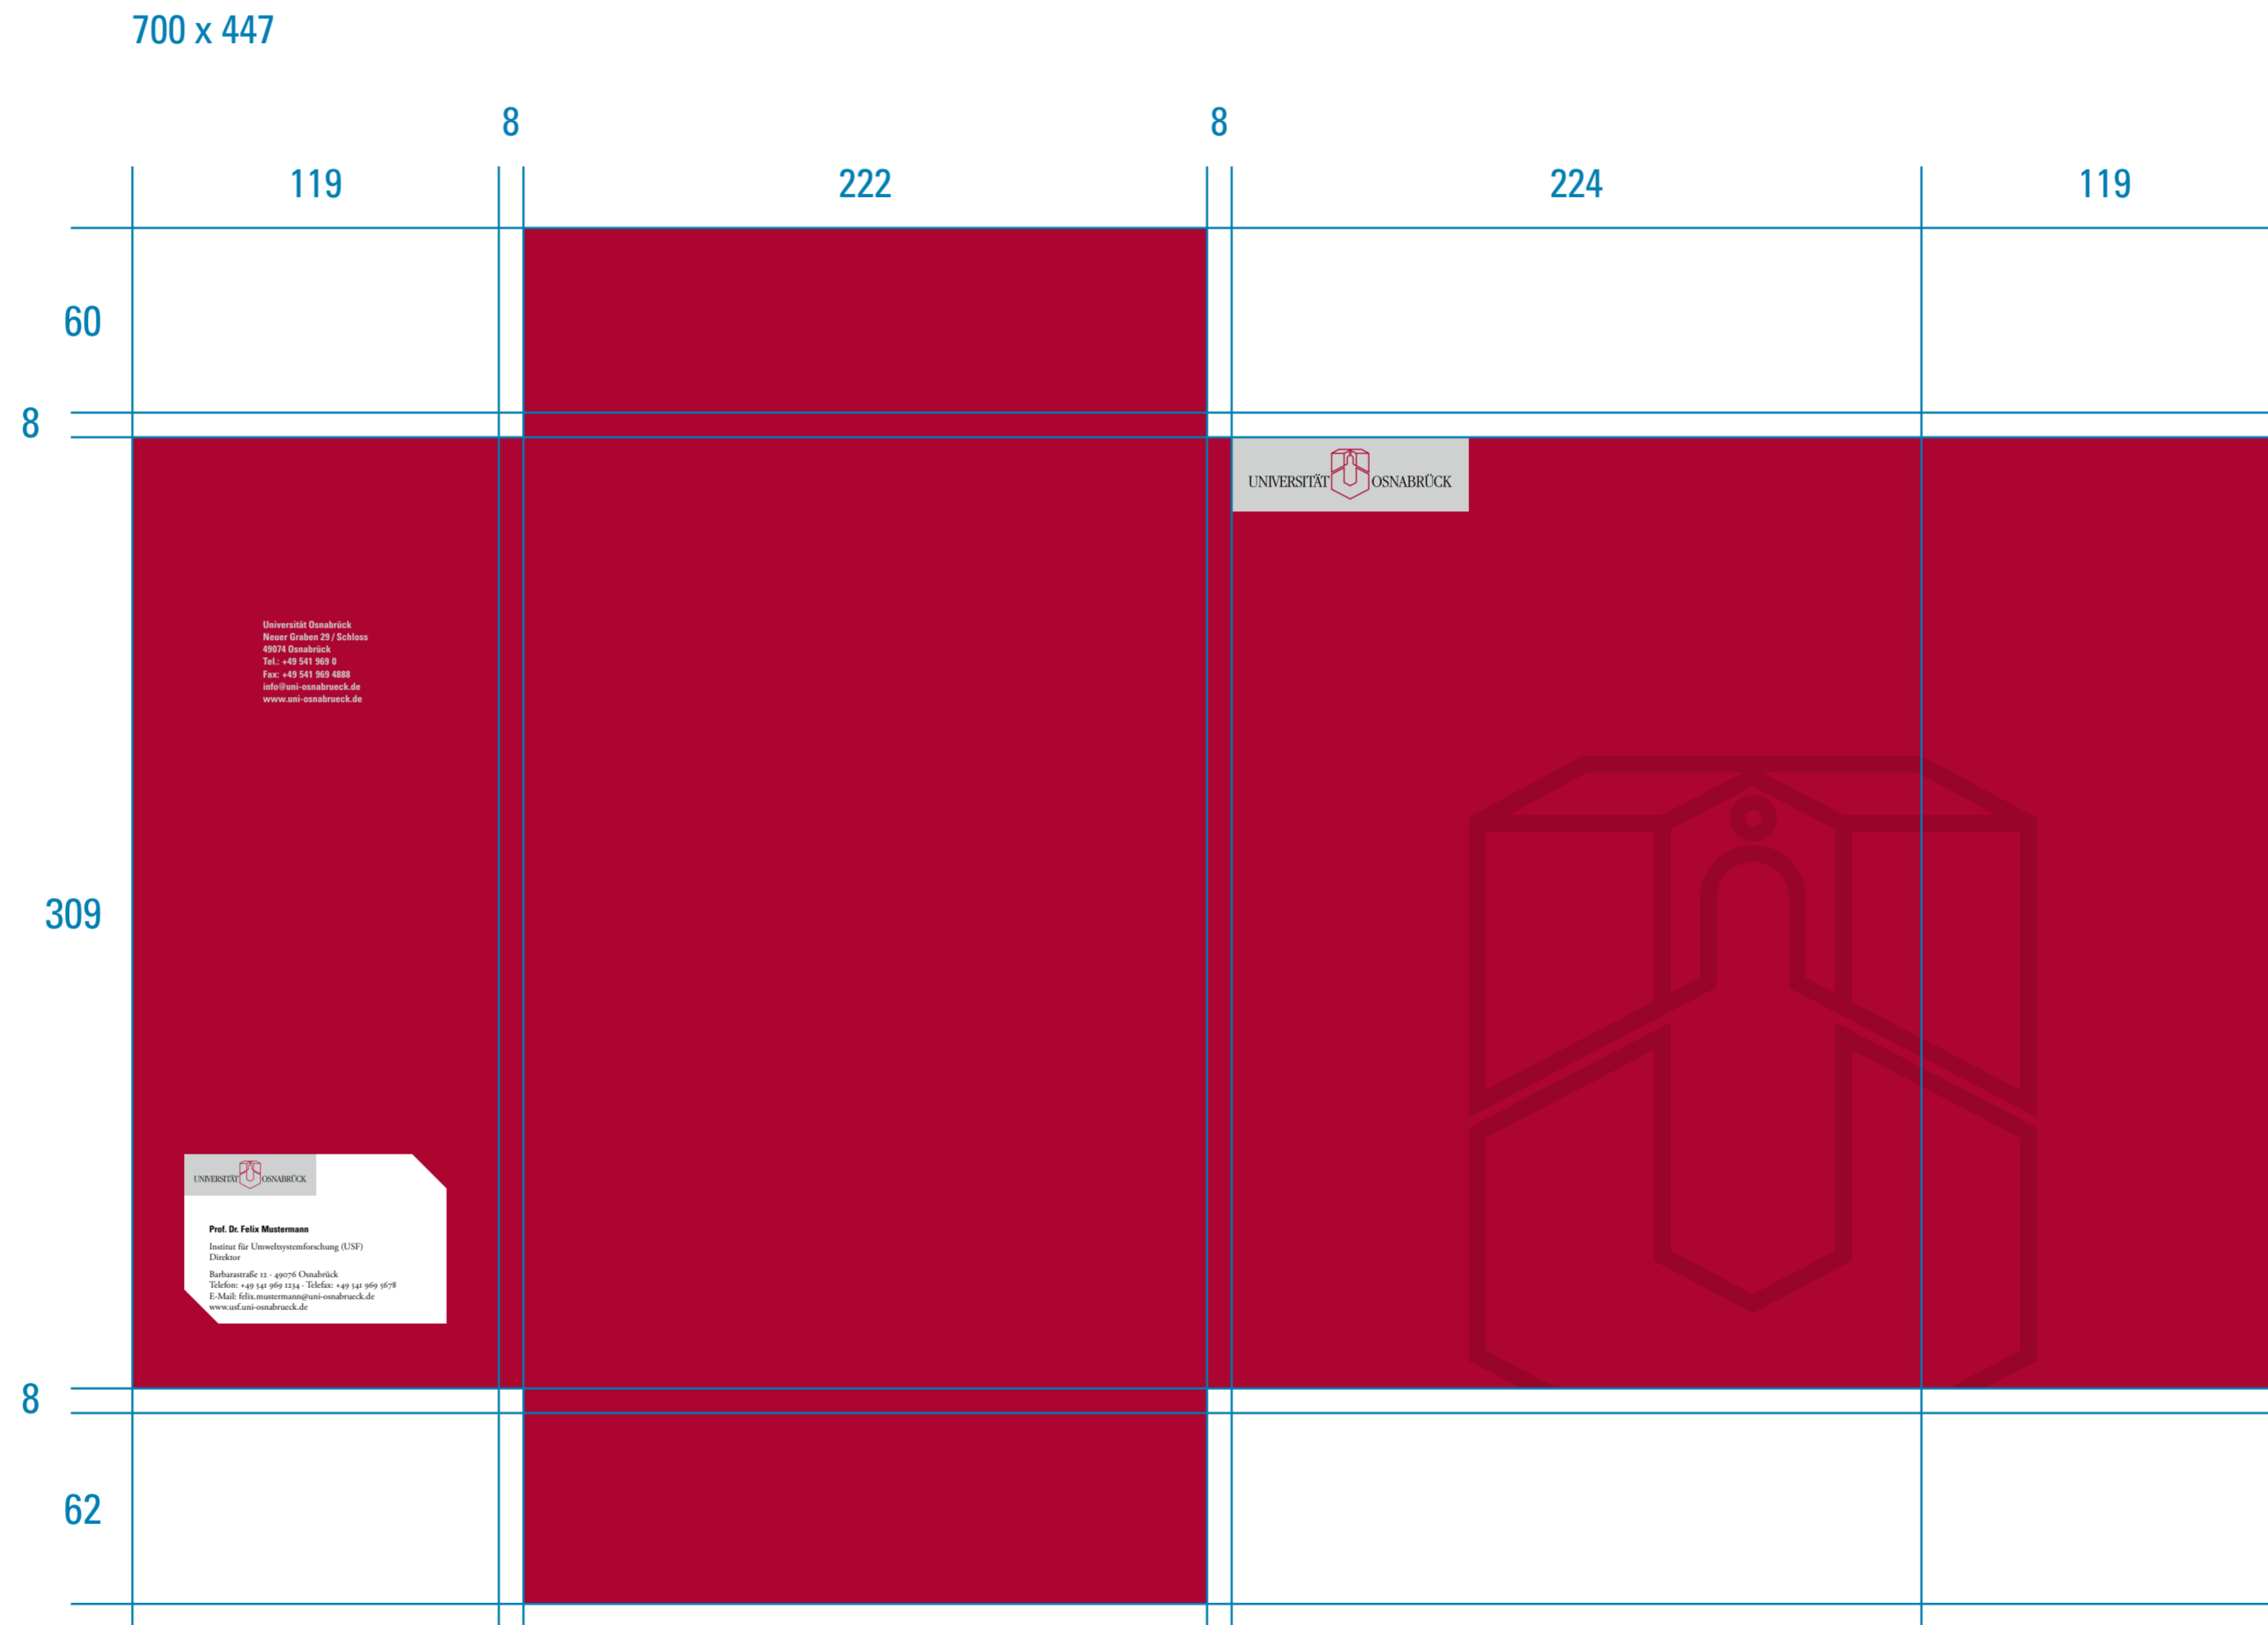 700 x 447
8
8
119
222
224
119
60
8
UNIVERSITÄT OSNABRÜCK
Universität Osnabrück
Neuer Graben 29 / Schloss
49074 Osnabrück
Tel.: +49 541 969 0
Fax: +49 541 969 4888
info@uni-osnabrueck.de
www.uni-osnabrueck.de
309
UNIVERSITÄT OSNABRÜCK
Prof. Dr. Felix Mustermann
Institut für Umweltsystemforschung (USF)
Direktor
Barbarastraße 12 · 49076 Osnabrück
Telefon: +49 541 969 1234 · Telefax: +49 541 969 5678
E-Mail: felix.mustermann@uni-osnabrueck.de
www.usf.uni-osnabrueck.de
8
62